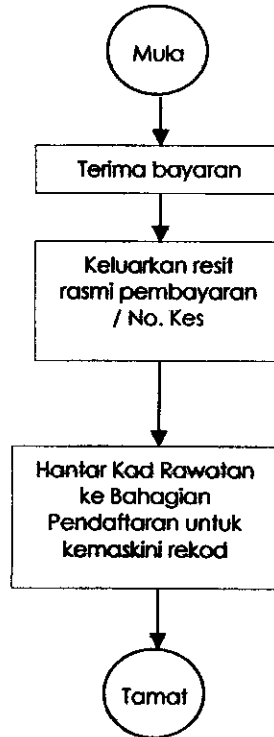 Mula
Terima bayaran
Keluarkan resit
rasmi pembayaran
/ No. Kes
Hantar Kad Rawatan
ke Bahagian
Pendaftaran untuk
kemaskini rekod
Tamat